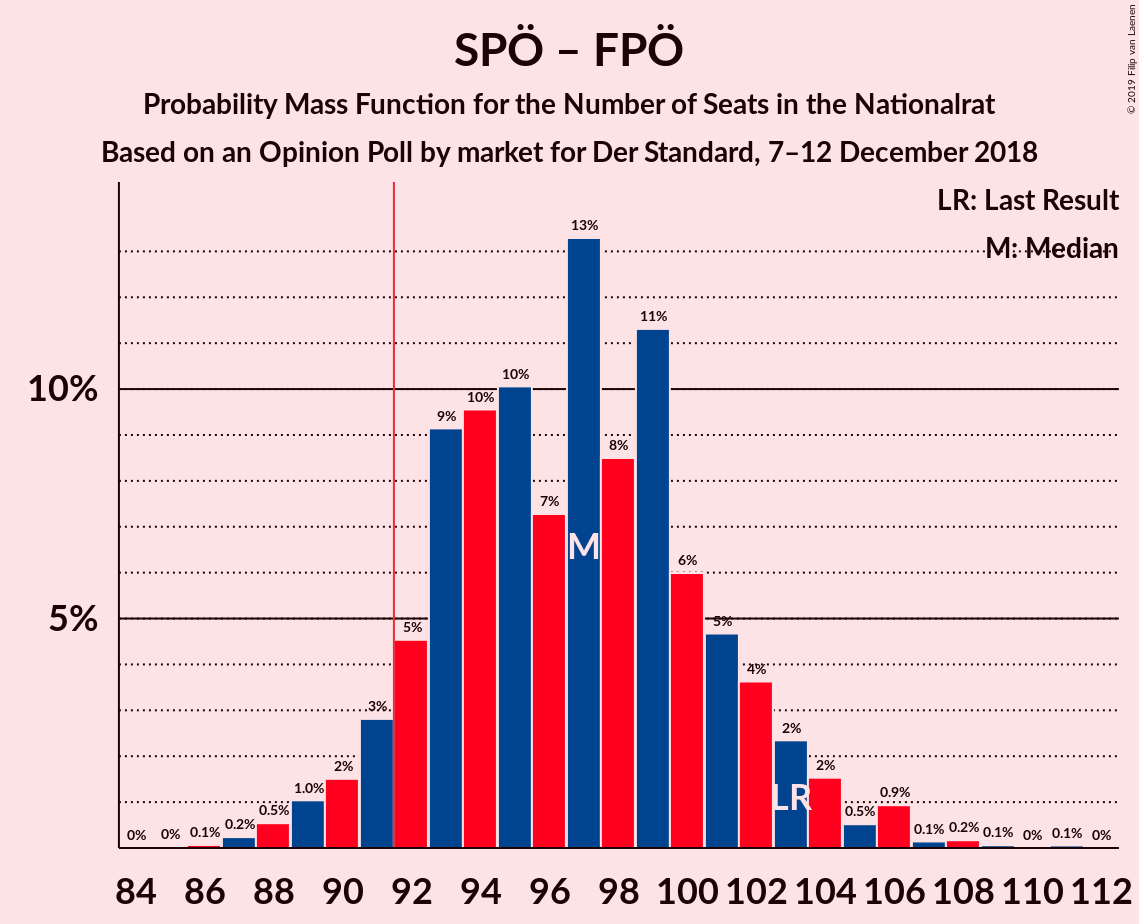 SPÖ – FPÖ
Probability Mass Function for the Number of Seats in the Nationalrat
Based on an Opinion Poll by market for Der Standard, 7–12 December 2018
© 2019 Filip van Laenen
LR: Last Result
M: Median
10%
5%
0% 0% 0.1% 0.2% 0.5% 1.0% 2% 3% 5% 9% 10% 10% 7% 13% 8% 11% 6% 5% 4% 2% 2% 0.5% 0.9% 0.1% 0.2% 0.1% 0% 0.1% 0%
M
LR
84 86 88 90 92 94 96 98 100 102 104 106 108 110 112